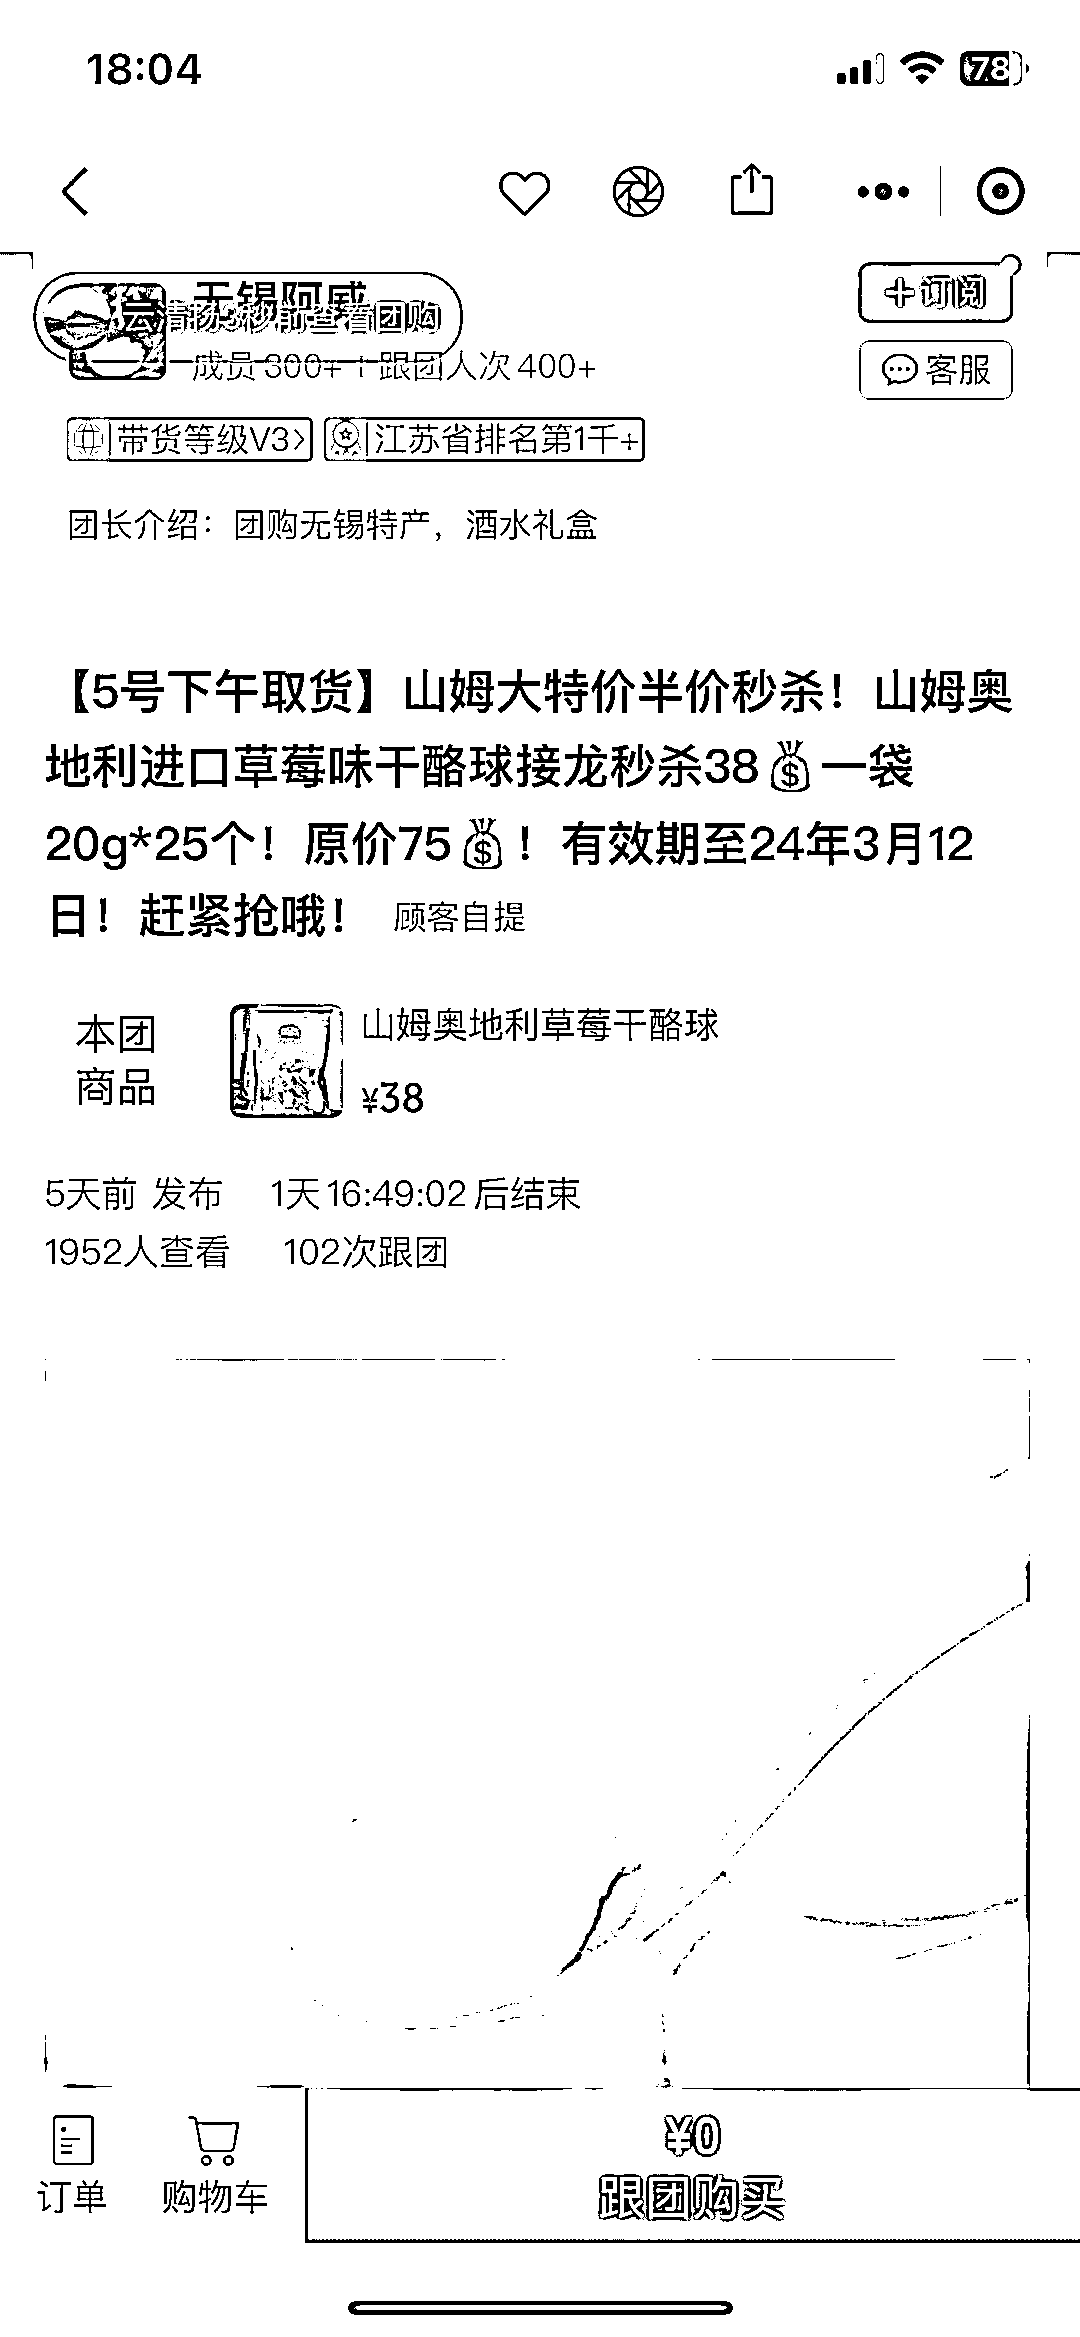 18:04
78
无锡阿威
+订阅
秒前查看团购
成员 300+ | 跟团人次 400+
客服
带货等级V3>
江苏省排名第1千+
团长介绍：团购无锡特产，酒水礼盒
【5号下午取货】山姆大特价半价秒杀！山姆奥
地利进口草莓味干酪球接龙秒杀38💰一袋
20g*25个！原价75💰！有效期至24年3月12
日！赶紧抢哦！ 顾客自提
本团
商品
山姆奥地利草莓干酪球
¥38
5天前 发布 1天16:49:02后结束
1952人查看 102次跟团
¥0
订单 购物车 跟团购买